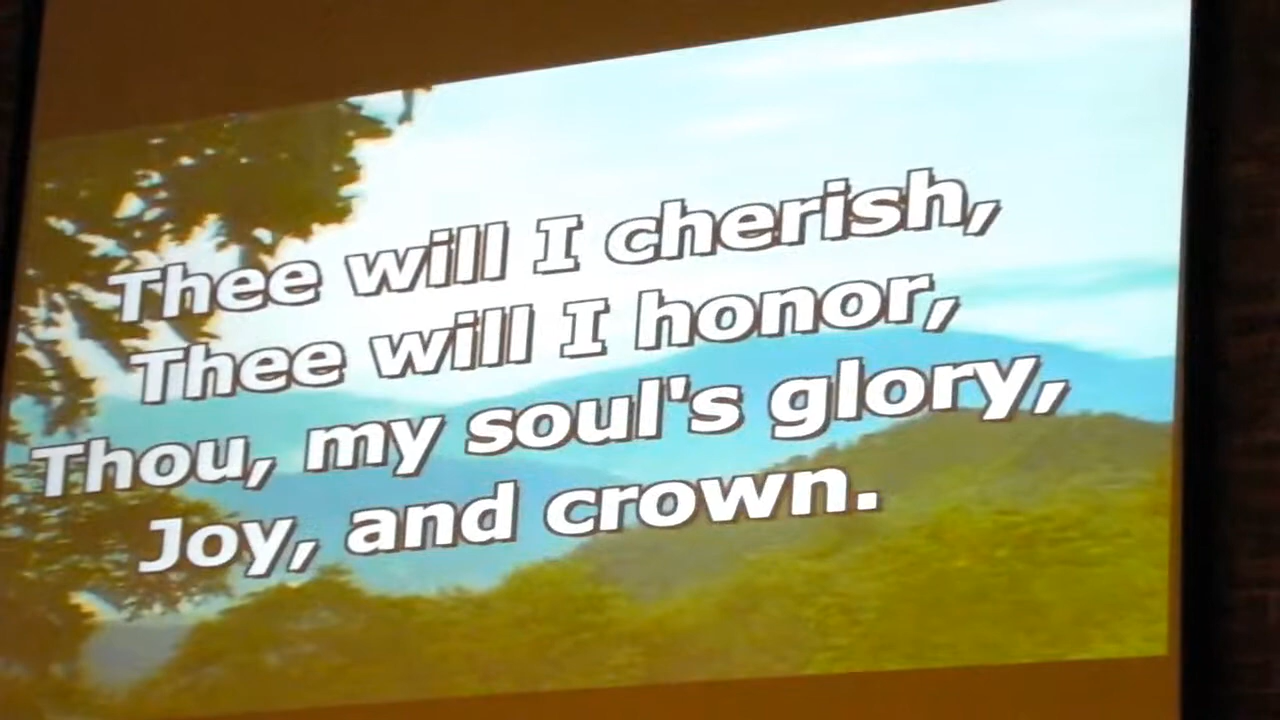 Thee will I cherish,
Thee will I honor,
Thou, my soul's glory,
Joy, and crown.